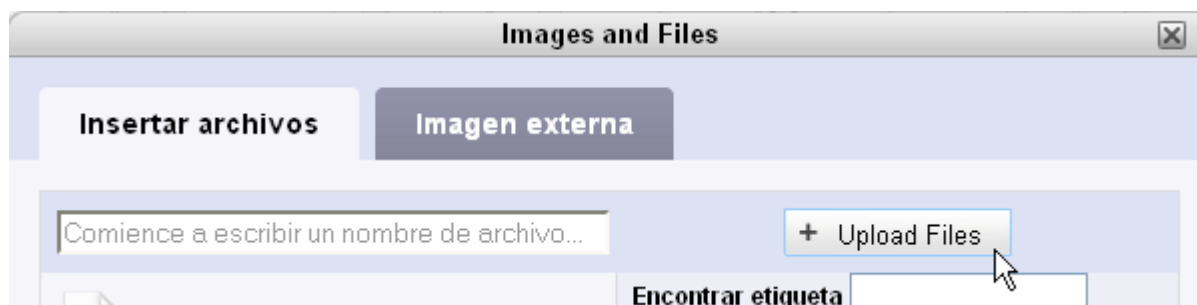 Images and Files
Insertar archivos
Imagen externa
Comience a escribir un nombre de archivo...
+ Upload Files
Encontrar etiqueta